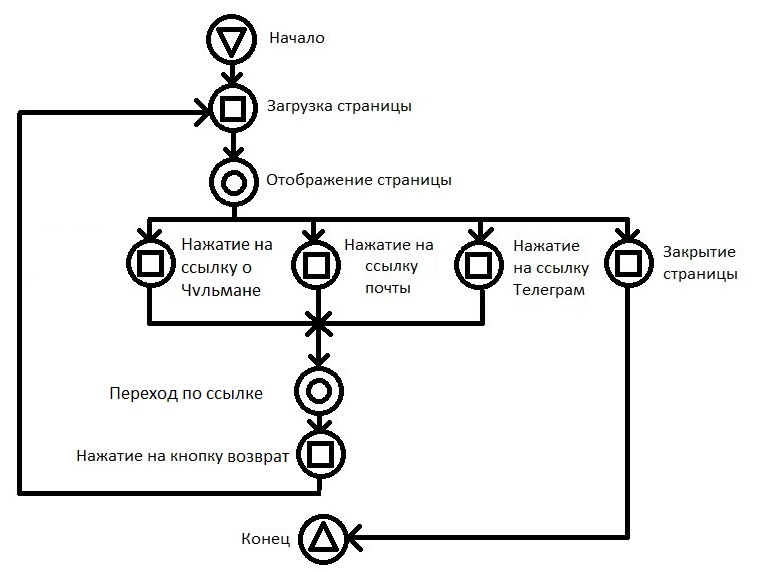 Начало
Загрузка страницы
Отображение страницы
Нажатие на
ссылку о
Чульмане
Нажатие на
ссылку
почты
Нажатие
на ссылку
Телеграм
Закрытие
страницы
Переход по ссылке
Нажатие на кнопку возврат
Конец